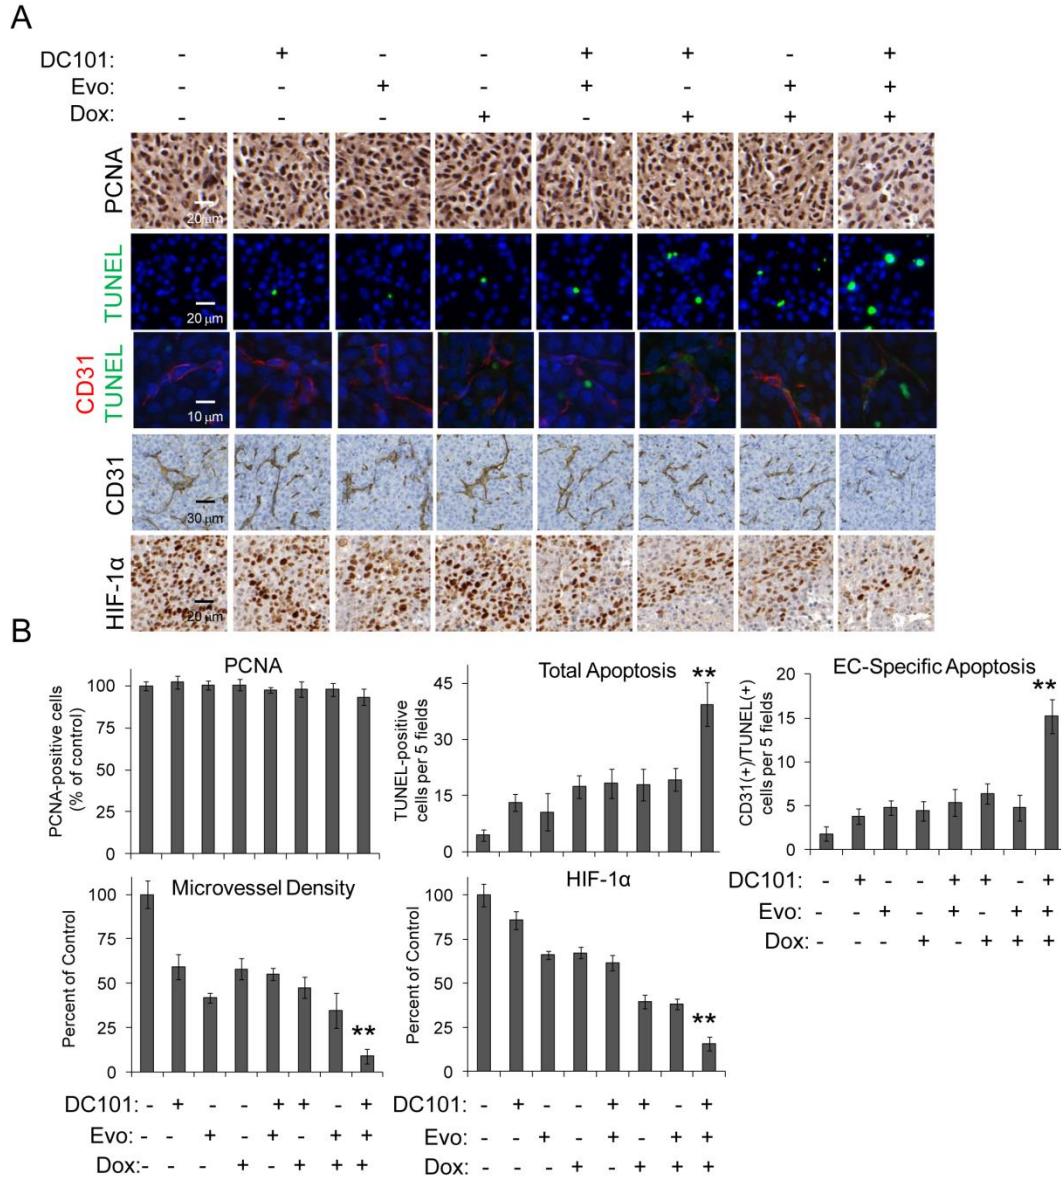 A
DC101: - + - - + + - +
Evo: - - + - + - + +
Dox: - - - + - + + +
PCNA
20 μm
TUNEL
20 μm
CD31
TUNEL
10 μm
CD31
30 μm
HIF-1α
20 μm
B
PCNA
PCNA-positive cells
(% of control)
100
75
50
25
0
Total Apoptosis
TUNEL-positive
cells per 5 fields
45
30
15
0
**
EC-Specific Apoptosis
CD31(+)/TUNEL(+)
cells per 5 fields
20
15
10
5
0
**
DC101: - + - - + + - +
Evo: - - + - + - + +
Dox: - - - + - + + +
Microvessel Density
Percent of Control
100
75
50
25
0
**
DC101: - + - - + + - +
Evo: - - + - + - + +
Dox: - - - + - + + +
HIF-1α
Percent of Control
100
75
50
25
0
**
DC101: - + - - + + - +
Evo: - - + - + - + +
Dox: - - - + - + + +